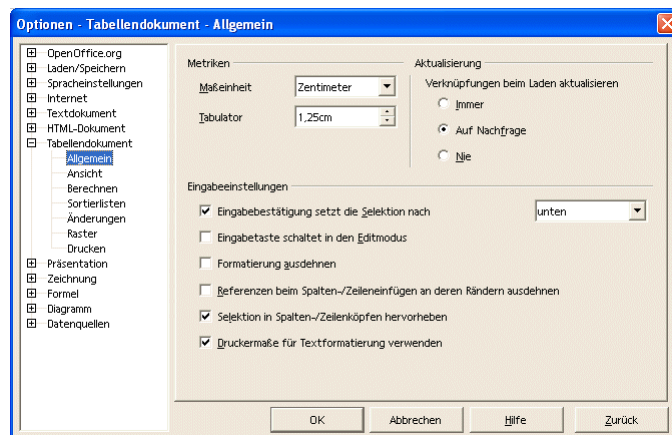 Optionen - Tabellendokument - Allgemein
OpenOffice.org
Laden/Speichern
Spracheinstellungen
Internet
Textdokument
HTML-Dokument
Tabellendokument
Allgemein
Ansicht
Berechnen
Sortierlisten
Änderungen
Raster
Drucken
Präsentation
Zeichnung
Formel
Diagramm
Datenquellen
Metriken
Maßeinheit Zentimeter
Tabulator 1,25cm
Aktualisierung
Verknüpfungen beim Laden aktualisieren
Immer
Auf Nachfrage
Nie
Eingabeeinstellungen
Eingabebestätigung setzt die Selektion nach unten
Eingabetaste schaltet in den Editmodus
Formatierung ausdehnen
Referenzen beim Spalten-/Zeileneinfügen an deren Rändern ausdehnen
Selektion in Spalten-/Zeilenköpfen hervorheben
Druckermaße für Textformatierung verwenden
OK Abbrechen Hilfe Zurück